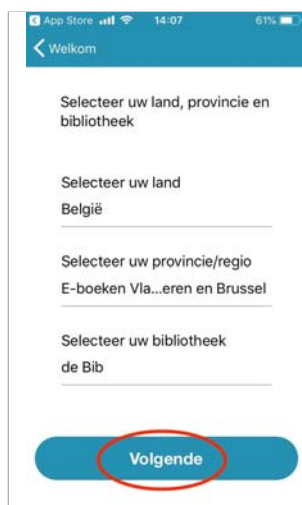 App Store 14:07 61%
Welkom
Selecteer uw land, provincie en
bibliotheek
Selecteer uw land
België
Selecteer uw provincie/regio
E-boeken Vla...eren en Brussel
Selecteer uw bibliotheek
de Bib
Volgende